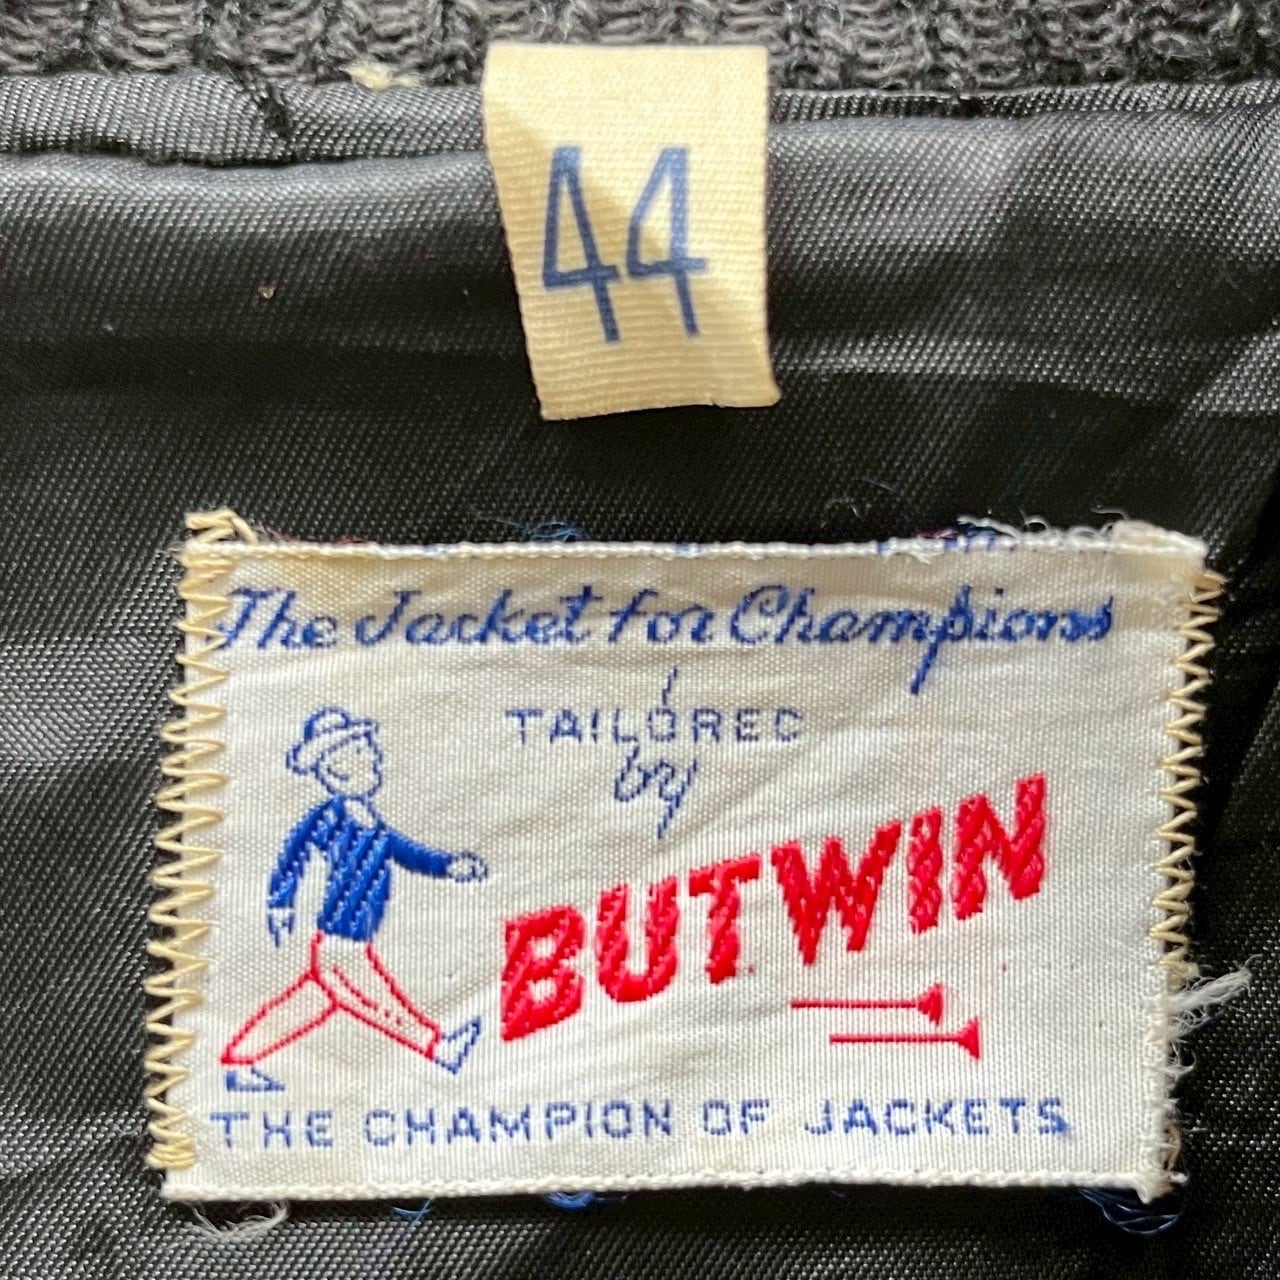 44
The Jacket for Champions
TAILORED
by
BUTWIN
THE CHAMPION OF JACKETS